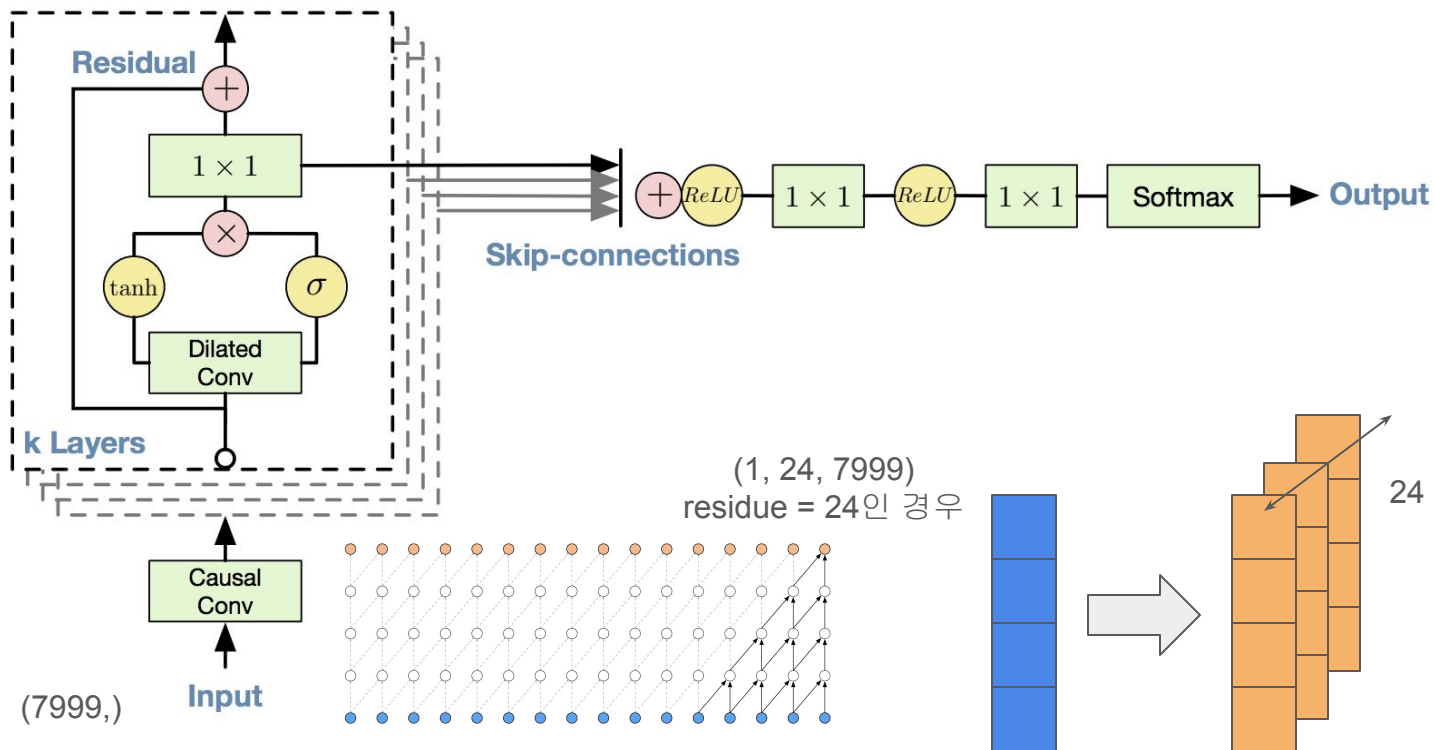 Residual
+
1 × 1
×
tanh
σ
Dilated
Conv
k Layers
Causal
Conv
Input
(7999,)
Skip-connections
+
ReLU
1 × 1
ReLU
1 × 1
Softmax
Output
(1, 24, 7999)
residue = 24인 경우
24